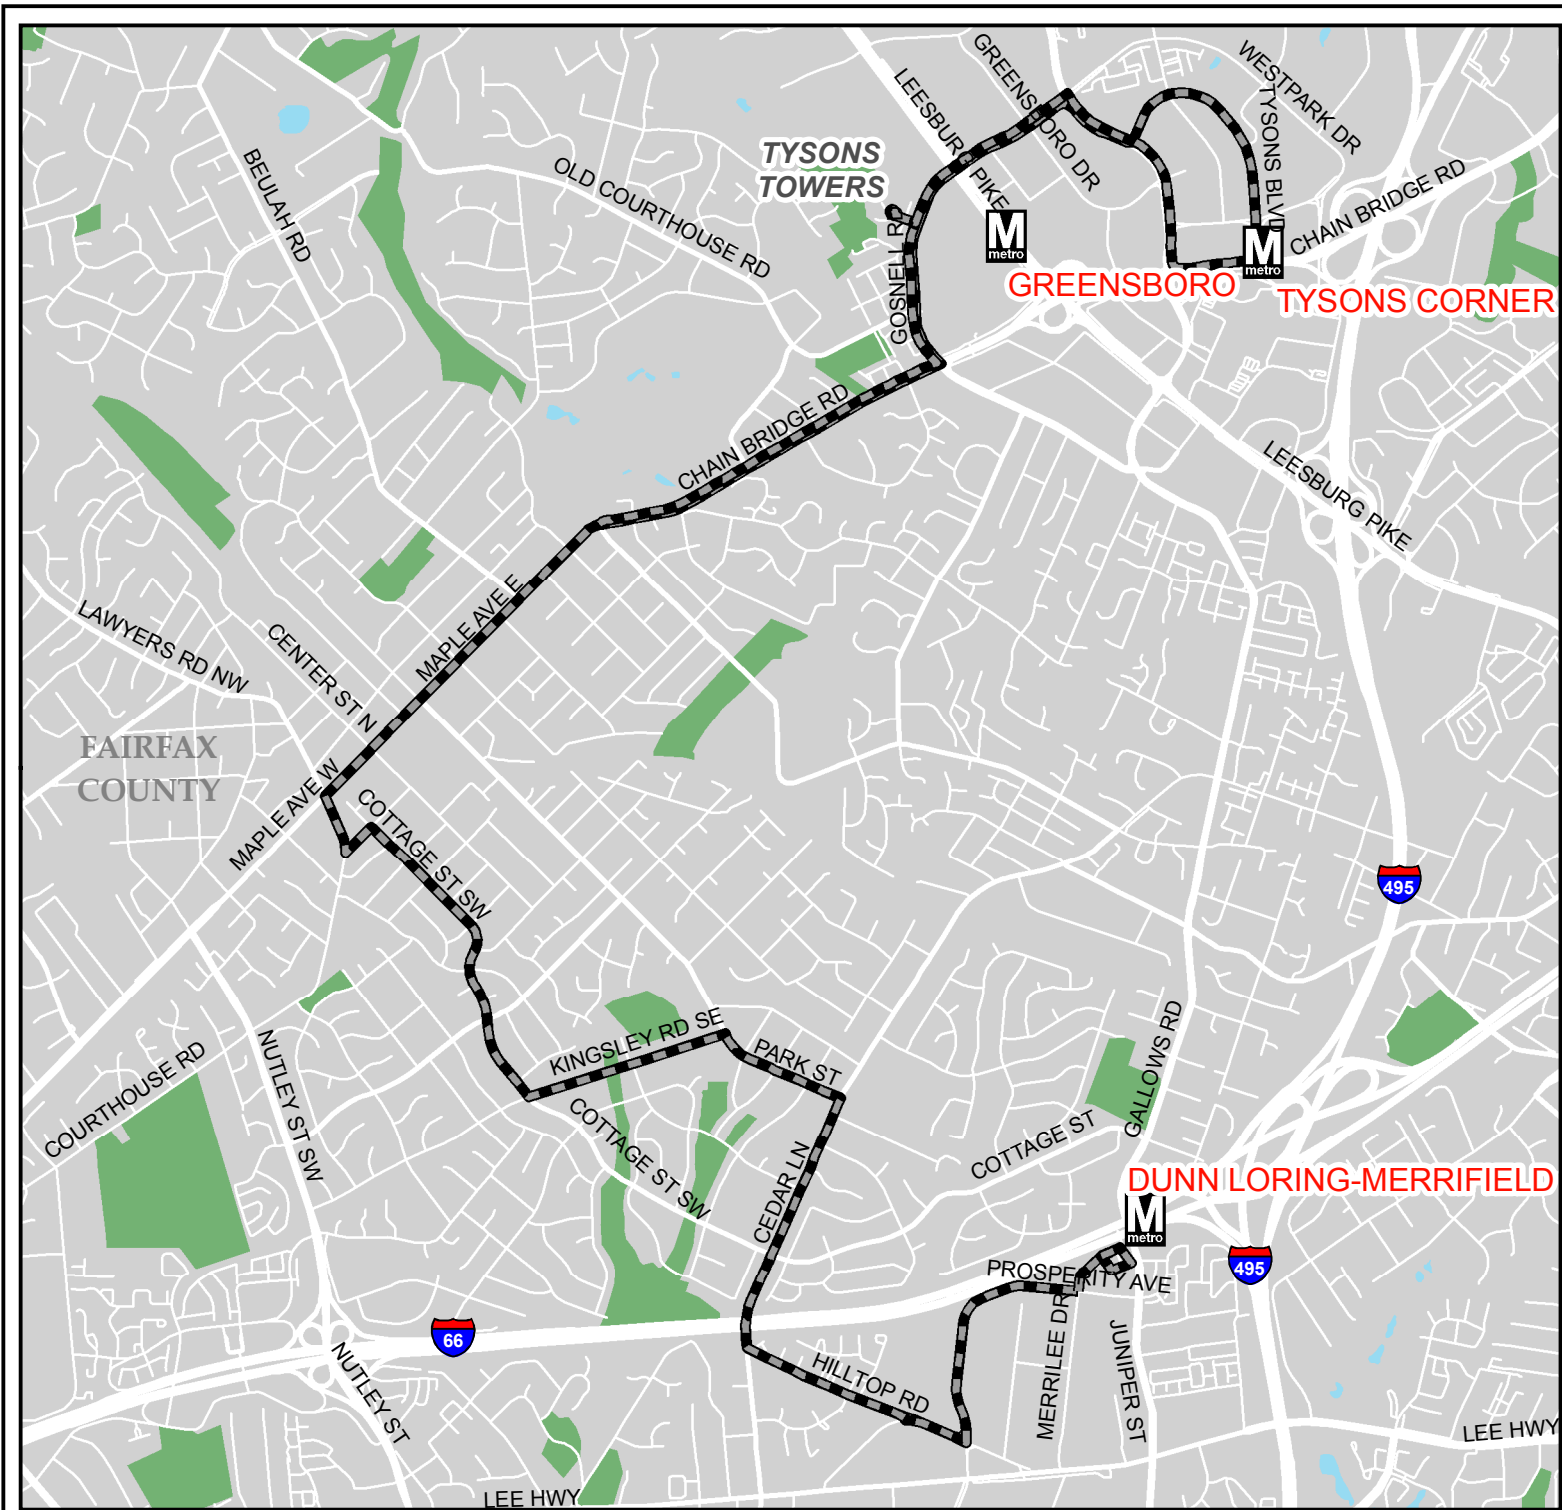 WESTPARK DR
GREENSBORO DR
LEESBURG PIKE
TYSONS BLVD
TYSONS
TOWERS
BEULAH RD
OLD COURTHOUSE RD
CHAIN BRIDGE RD
M
metro
M
metro
GOSNELL RD
GREENSBORO
TYSONS CORNER
CHAIN BRIDGE RD
LEESBURG PIKE
MAPLE AVE E
LAWYERS RD NW
CENTER ST N
FAIRFAX
COUNTY
MAPLE AVE W
COTTAGE ST SW
495
KINGSLEY RD SE
PARK ST
NUTLEY ST SW
COURTHOUSE RD
GALLOWS RD
COTTAGE ST SW
COTTAGE ST
CEDAR LN
DUNN LORING-MERRIFIELD
M
metro
495
PROSPERITY AVE
66
HILLTOP RD
MERRILEE DR
JUNIPER ST
NUTLEY ST
LEE HWY
LEE HWY